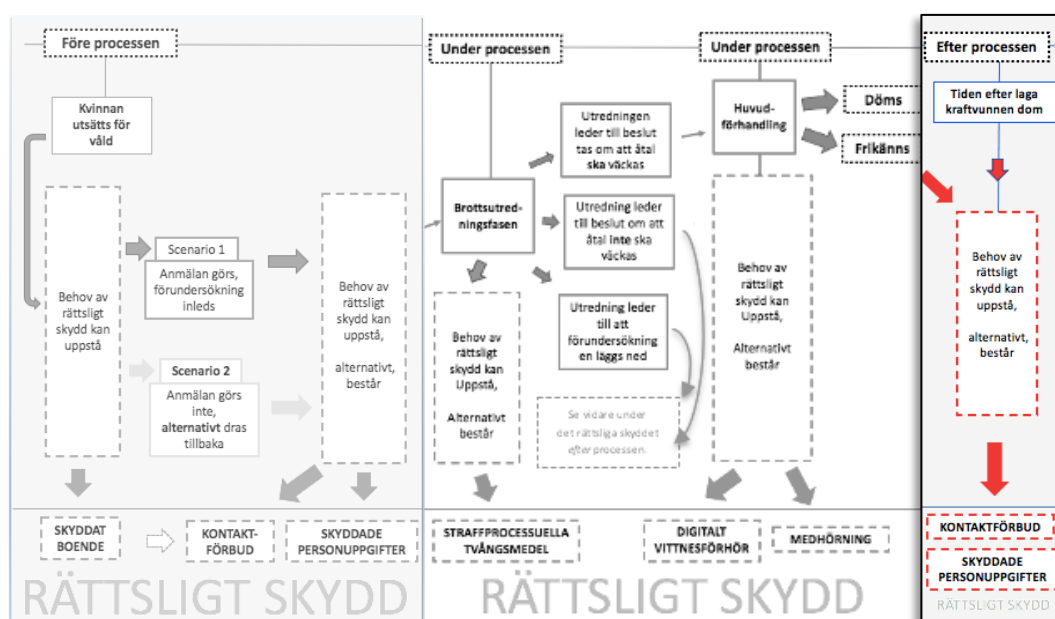 Före processen
Kvinnan
utsätts för
våld
Behov av
rättsligt
skydd kan
uppstå
Scenario 1
Anmälan görs,
förundersökning
inleds
Scenario 2
Anmälan görs
inte,
alternativt dras
tillbaka
Behov av
rättsligt
skydd kan
uppstå,
alternativt,
består
SKYDDAT
BOENDE
KONTAKT-
FÖRBUD
SKYDDADE
PERSONUPPGIFTER
RÄTTSLIGT SKYDD
Under processen
Brottsutred-
ningsfasen
Utredningen
leder till beslut
tas om att åtal
ska väckas
Utredning leder
till beslut om att
åtal inte ska
väckas
Utredning leder
till att
förundersökning
en läggs ned
Behov av
rättsligt
skydd kan
Uppstå,
Alternativt
består
Se vidare under
det rättsliga skyddet
efter processen.
Under processen
Huvud-
förhandling
Döms
Frikänns
Behov av
rättsligt
skydd kan
Uppstå,
Alternativt
består
STRAFFPROCESSUELLA
TVÅNGSMEDEL
DIGITALT
VITTNESFÖRHÖR
MEDHÖRNING
RÄTTSLIGT SKYDD
Efter processen
Tiden efter laga
kraftvunnen dom
Behov av
rättsligt
skydd kan
uppstå,
alternativt,
består
KONTAKTFÖRBUD
SKYDDADE
PERSONUPPGIFTER
RÄTTSLIGT SKYDD